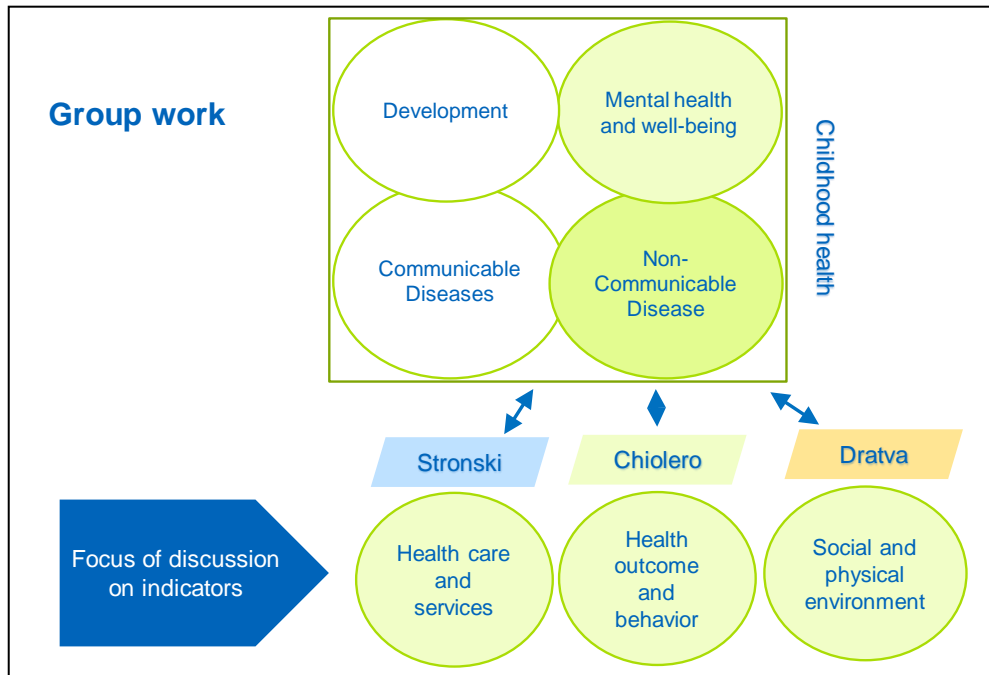 Group work
Development
Mental health
and well-being
Communicable
Diseases
Non-
Communicable
Disease
Childhood health
Stronski
Chiolero
Dratva
Focus of discussion
on indicators
Health care
and
services
Health
outcome
and
behavior
Social and
physical
environment